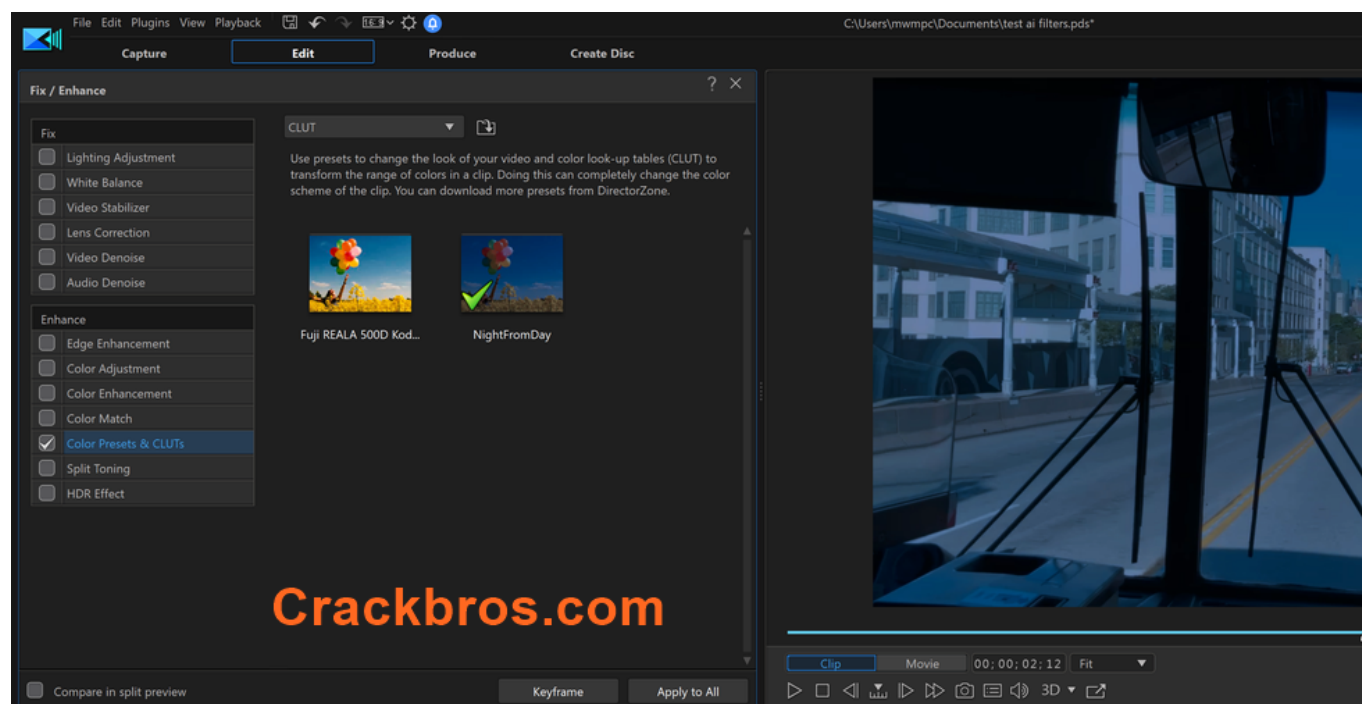 File Edit Plugins View Playback
16:9
C:\Users\mwmpc\Documents\test ai filters.pds*
Capture Edit Produce Create Disc
Fix / Enhance
? ×
Fix
Lighting Adjustment
White Balance
Video Stabilizer
Lens Correction
Video Denoise
Audio Denoise
Enhance
Edge Enhancement
Color Adjustment
Color Enhancement
Color Match
Color Presets & CLUTs
Split Toning
HDR Effect
CLUT
Use presets to change the look of your video and color look-up tables (CLUT) to
transform the range of colors in a clip. Doing this can completely change the color
scheme of the clip. You can download more presets from DirectorZone.
Fuji REALA 500D Kod...
NightFromDay
Crackbros.com
Compare in split preview
Keyframe
Apply to All
Clip Movie 00; 00; 02; 12 Fit
3D